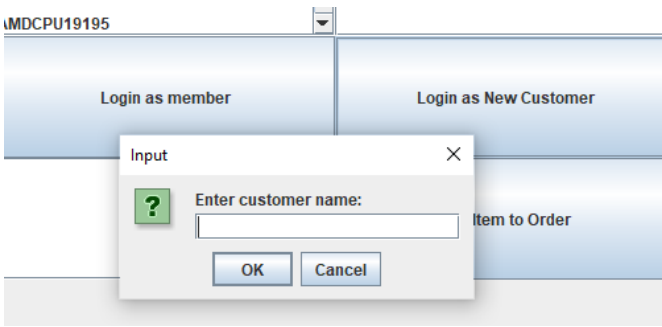 AMDCPU19195
Login as member
Login as New Customer
Input
?
Enter customer name:
Item to Order
OK
Cancel